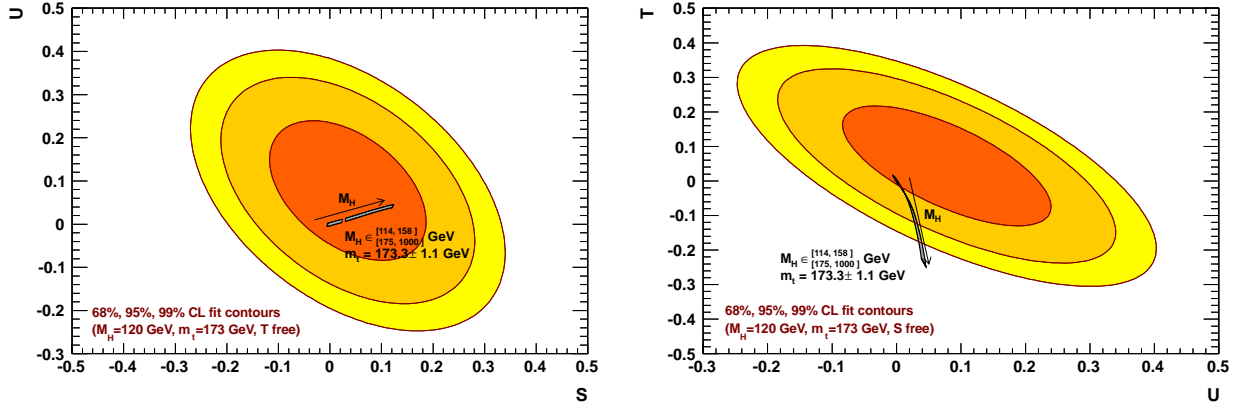 U
0.5
0.4
0.3
0.2
0.1
0
-0.1
-0.2
-0.3
-0.5 -0.4 -0.3 -0.2 -0.1 0 0.1 0.2 0.3 0.4 0.5
S
M_H
M_H ∈ [114, 158 ] [175, 1000] GeV
m_t = 173.3± 1.1 GeV
68%, 95%, 99% CL fit contours
(M_H=120 GeV, m_t=173 GeV, T free)
T
0.5
0.4
0.3
0.2
0.1
0
-0.1
-0.2
-0.3
-0.4
-0.5
-0.3 -0.2 -0.1 0 0.1 0.2 0.3 0.4 0.5
U
M_H
M_H ∈ [114, 158 ] [175, 1000] GeV
m_t = 173.3± 1.1 GeV
68%, 95%, 99% CL fit contours
(M_H=120 GeV, m_t=173 GeV, S free)